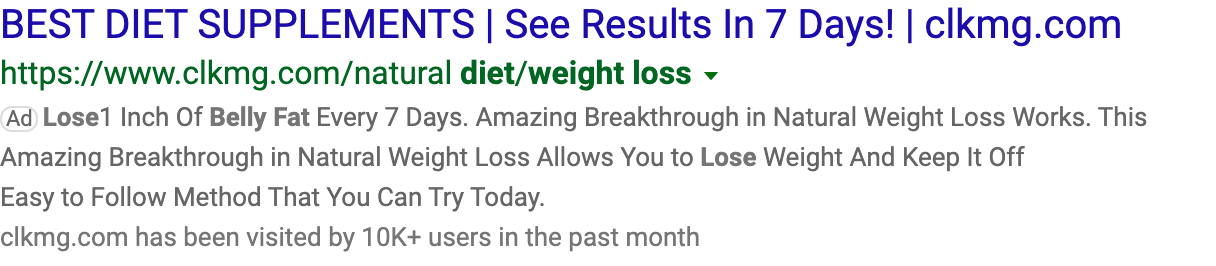 BEST DIET SUPPLEMENTS | See Results In 7 Days! | clkmg.com
https://www.clkmg.com/natural diet/weight loss
Ad Lose1 Inch Of Belly Fat Every 7 Days. Amazing Breakthrough in Natural Weight Loss Works. This
Amazing Breakthrough in Natural Weight Loss Allows You to Lose Weight And Keep It Off
Easy to Follow Method That You Can Try Today.
clkmg.com has been visited by 10K+ users in the past month